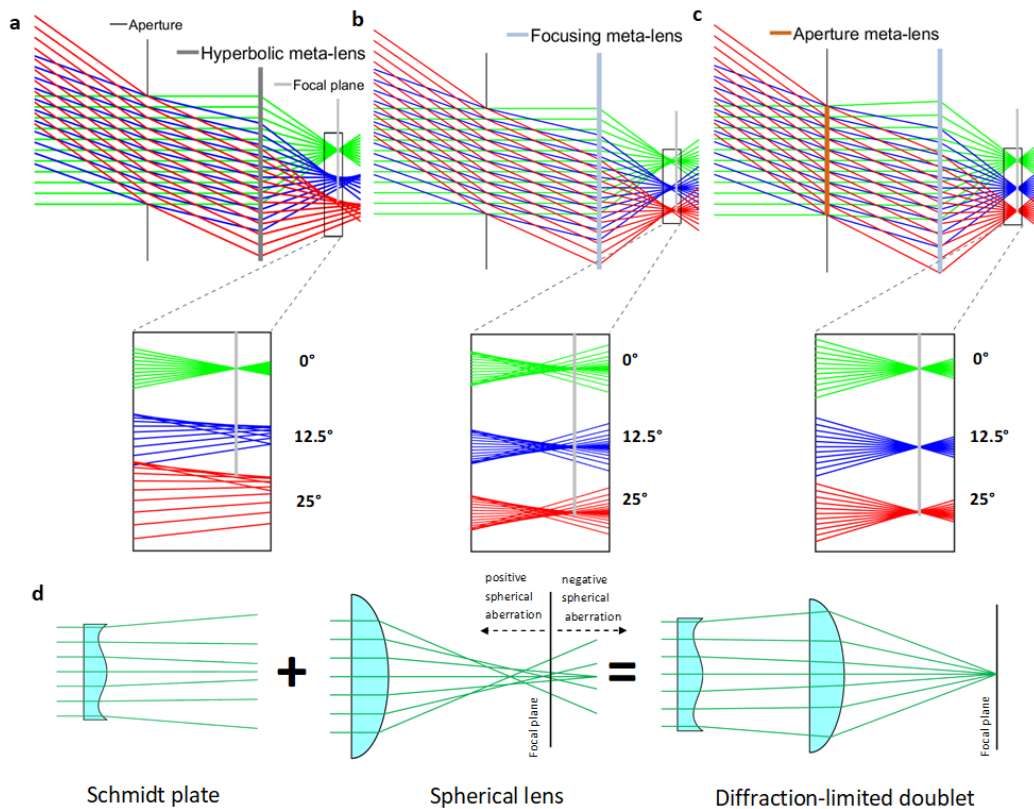 a
Aperture
Hyperbolic meta-lens
Focal plane
b
Focusing meta-lens
c
Aperture meta-lens
0°
12.5°
25°
0°
12.5°
25°
0°
12.5°
25°
d
positive
spherical
aberration
negative
spherical
aberration
Focal plane
+
=
Focal plane
Schmidt plate
Spherical lens
Diffraction-limited doublet